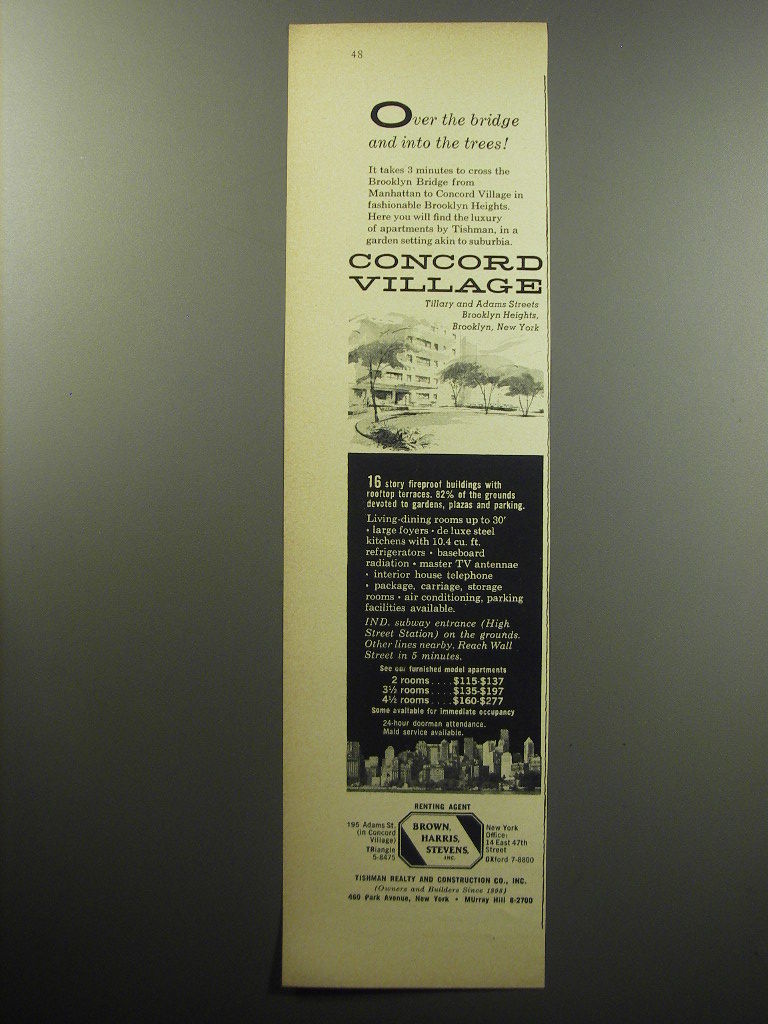 48
Over the bridge
and into the trees!
It takes 3 minutes to cross the
Brooklyn Bridge from
Manhattan to Concord Village in
fashionable Brooklyn Heights.
Here you will find the luxury
of apartments by Tishman, in a
garden setting akin to suburbia.
CONCORD
VILLAGE
Tillary and Adams Streets
Brooklyn Heights,
Brooklyn, New York
16 story fireproof buildings with
rooftop terraces. 82% of the grounds
devoted to gardens, plazas and parking.
Living-dining rooms up to 30'
• large foyers • de luxe steel
kitchens with 10.4 cu. ft.
refrigerators • baseboard
radiation • master TV antennae
• interior house telephone
• package, carriage, storage
rooms • air conditioning, parking
facilities available.
IND. subway entrance (High
Street Station) on the grounds.
Other lines nearby. Reach Wall
Street in 5 minutes.
See our furnished model apartments
2 rooms....$115-$137
3½ rooms....$135-$197
4½ rooms....$160-$277
Some available for immediate occupancy
24-hour doorman attendance.
Maid service available.
RENTING AGENT
195 Adams St.
(in Concord
Village)
TRiangle
5-8475
BROWN,
HARRIS,
STEVENS,
INC.
New York
Office:
14 East 47th
Street
OXford 7-8800
TISHMAN REALTY AND CONSTRUCTION CO., INC.
(Owners and Builders Since 1898)
460 Park Avenue, New York • MUrray Hill 8-2700